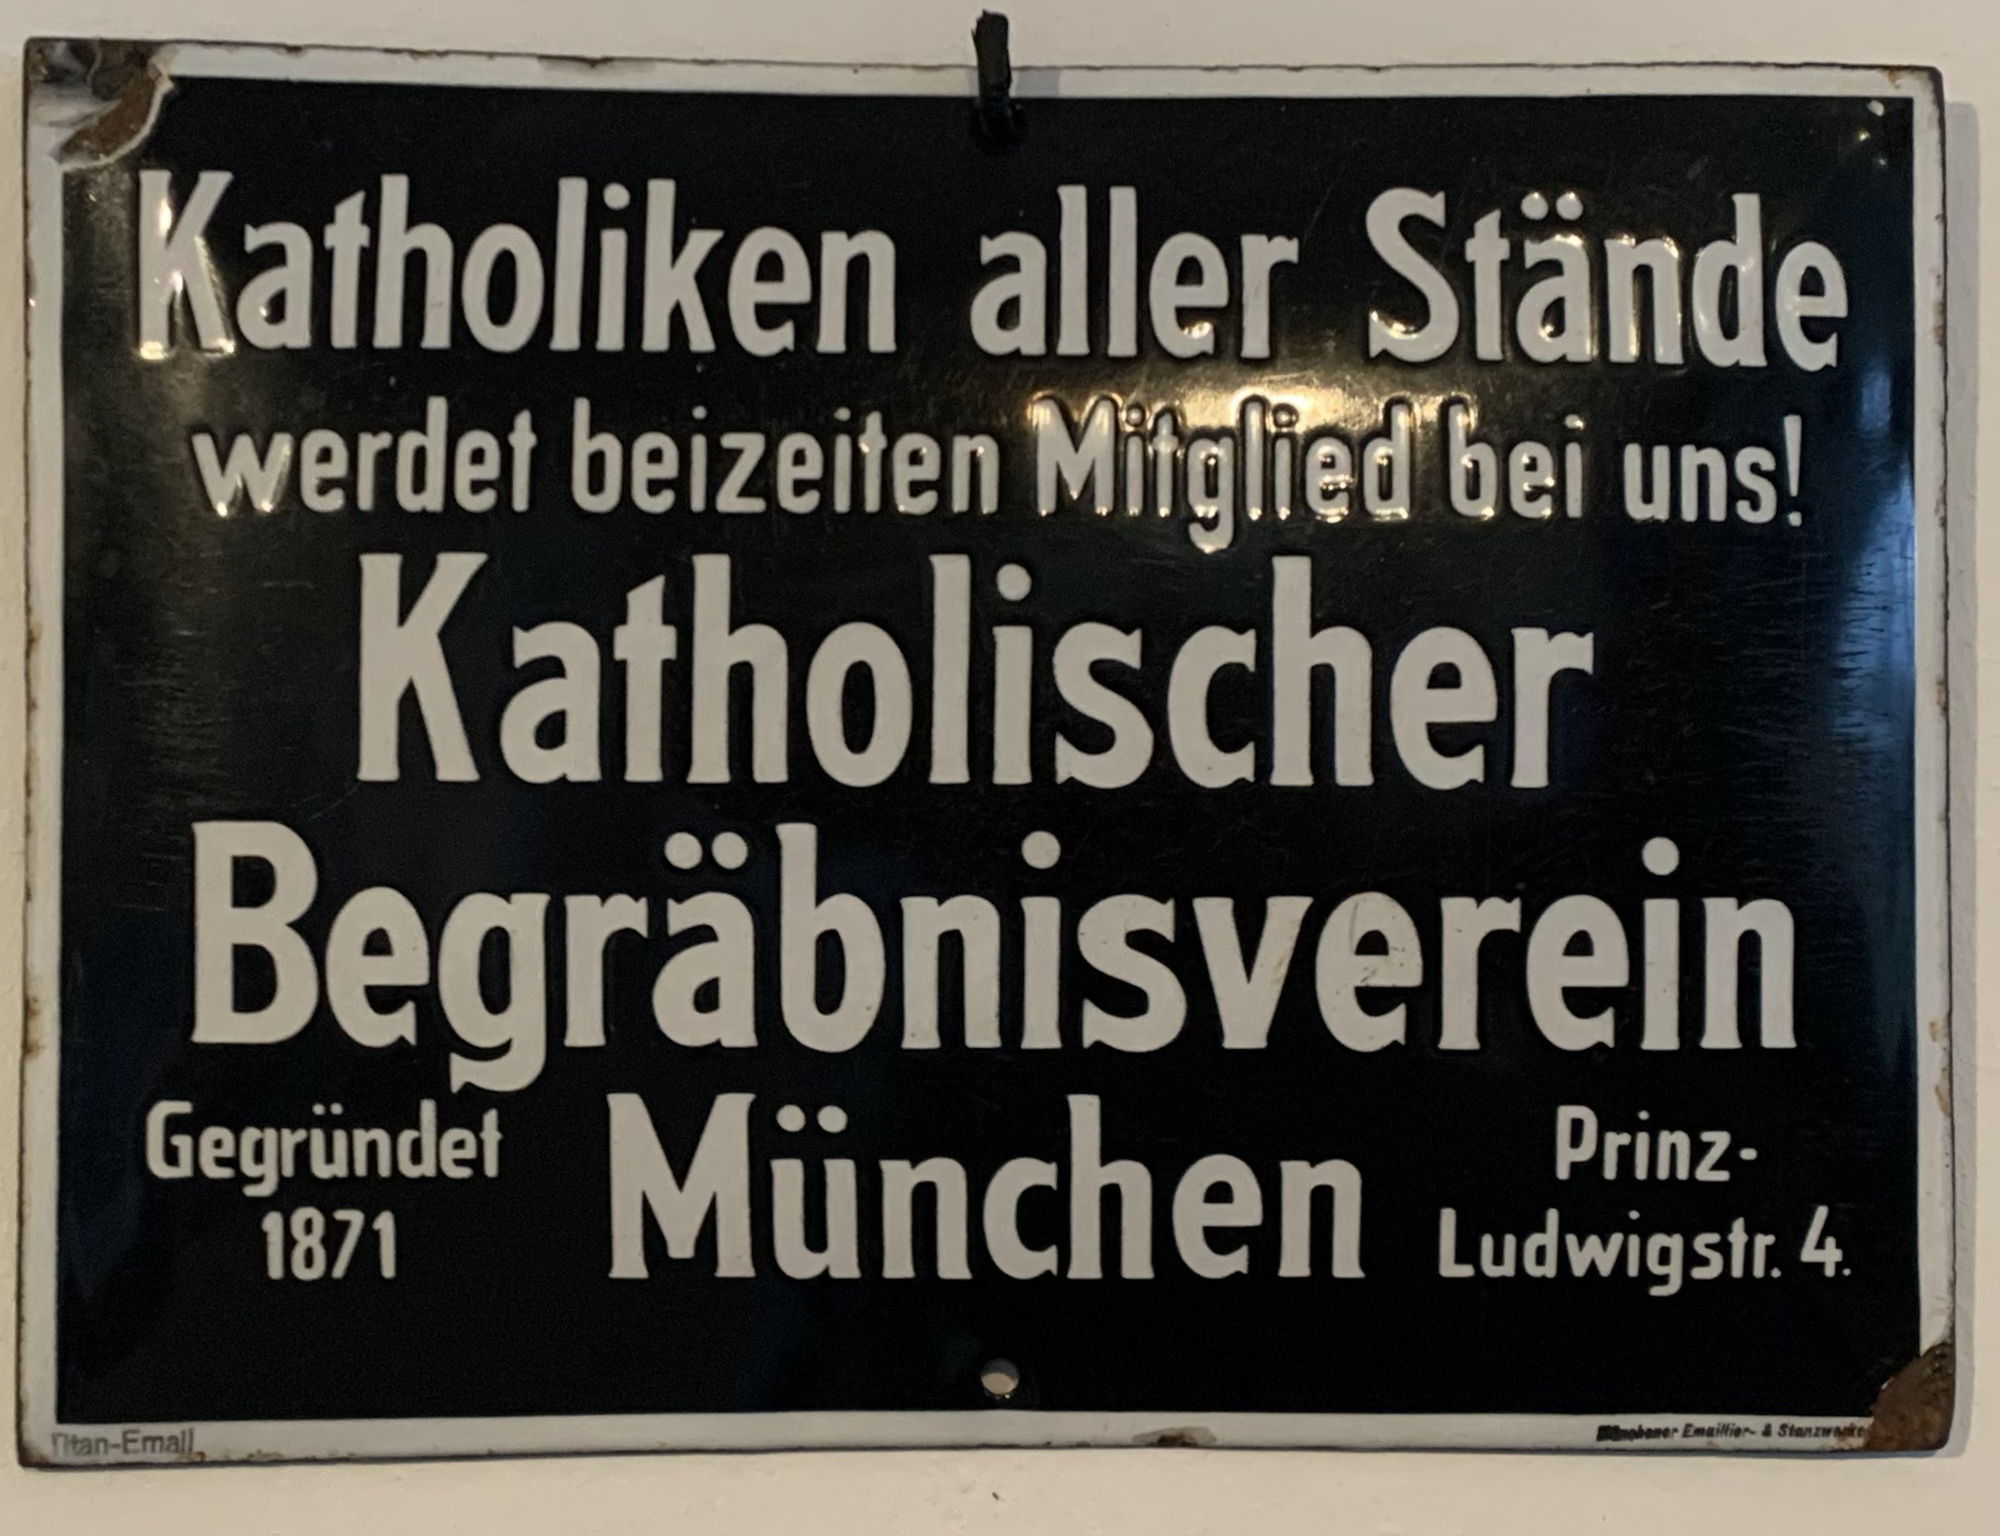 Katholiken aller Stände
werdet beizeiten Mitglied bei uns!
Katholischer
Begräbnisverein
Gegründet
1871
München
Prinz-
Ludwigstr. 4.
Titan-Email
Münchener Emaillier- & Stanzwerke